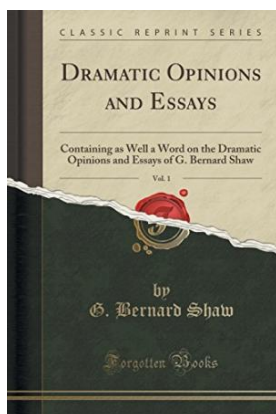 CLASSIC REPRINT SERIES
DRAMATIC OPINIONS
AND ESSAYS
Containing as Well a Word on the Dramatic
Opinions and Essays of G. Bernard Shaw
Vol. 1
by
G. Bernard Shaw
Forgotten Books